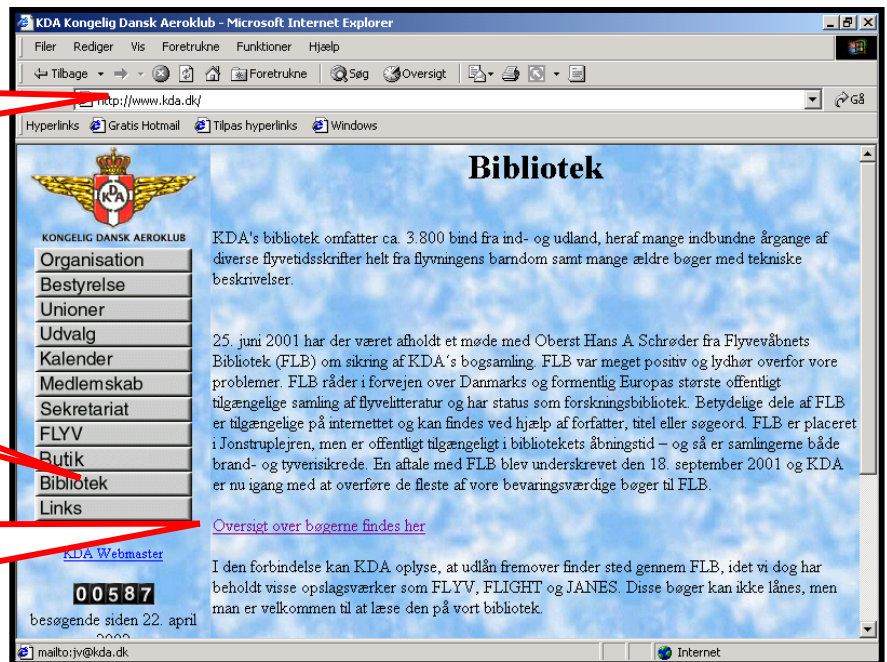 KDA Kongelig Dansk Aeroklub - Microsoft Internet Explorer
Filer Rediger Vis Foretrukne Funktioner Hjælp
Tilbage Foretrukne Søg Oversigt
http://www.kda.dk/ Gå
Hyperlinks Gratis Hotmail Tilpas hyperlinks Windows
KDA
KONGELIG DANSK AEROKLUB
Organisation
Bestyrelse
Unioner
Udvalg
Kalender
Medlemskab
Sekretariat
FLYV
Butik
Bibliotek
Links
KDA Webmaster
00587
besøgende siden 22. april
Bibliotek
KDA's bibliotek omfatter ca. 3.800 bind fra ind- og udland, heraf mange indbundne årgange af
diverse flyvetidsskrifter helt fra flyvningens barndom samt mange ældre bøger med tekniske
beskrivelser.
25. juni 2001 har der været afholdt et møde med Oberst Hans A Schrøder fra Flyvevåbnets
Bibliotek (FLB) om sikring af KDA´s bogsamling. FLB var meget positiv og lydhør overfor vore
problemer. FLB råder i forvejen over Danmarks og formentlig Europas største offentligt
tilgængelige samling af flyvelitteratur og har status som forskningsbibliotek. Betydelige dele af FLB
er tilgængelige på internettet og kan findes ved hjælp af forfatter, titel eller søgeord. FLB er placeret
i Jonstruplejren, men er offentligt tilgængeligt i bibliotekets åbningstid – og så er samlingerne både
brand- og tyverisikrede. En aftale med FLB blev underskrevet den 18. september 2001 og KDA
er nu igang med at overføre de fleste af vore bevaringsværdige bøger til FLB.
Oversigt over bøgerne findes her
I den forbindelse kan KDA oplyse, at udlån fremover finder sted gennem FLB, idet vi dog har
beholdt visse opslagsværker som FLYV, FLIGHT og JANES. Disse bøger kan ikke lånes, men
man er velkommen til at læse den på vort bibliotek.
mailto:jv@kda.dk Internet